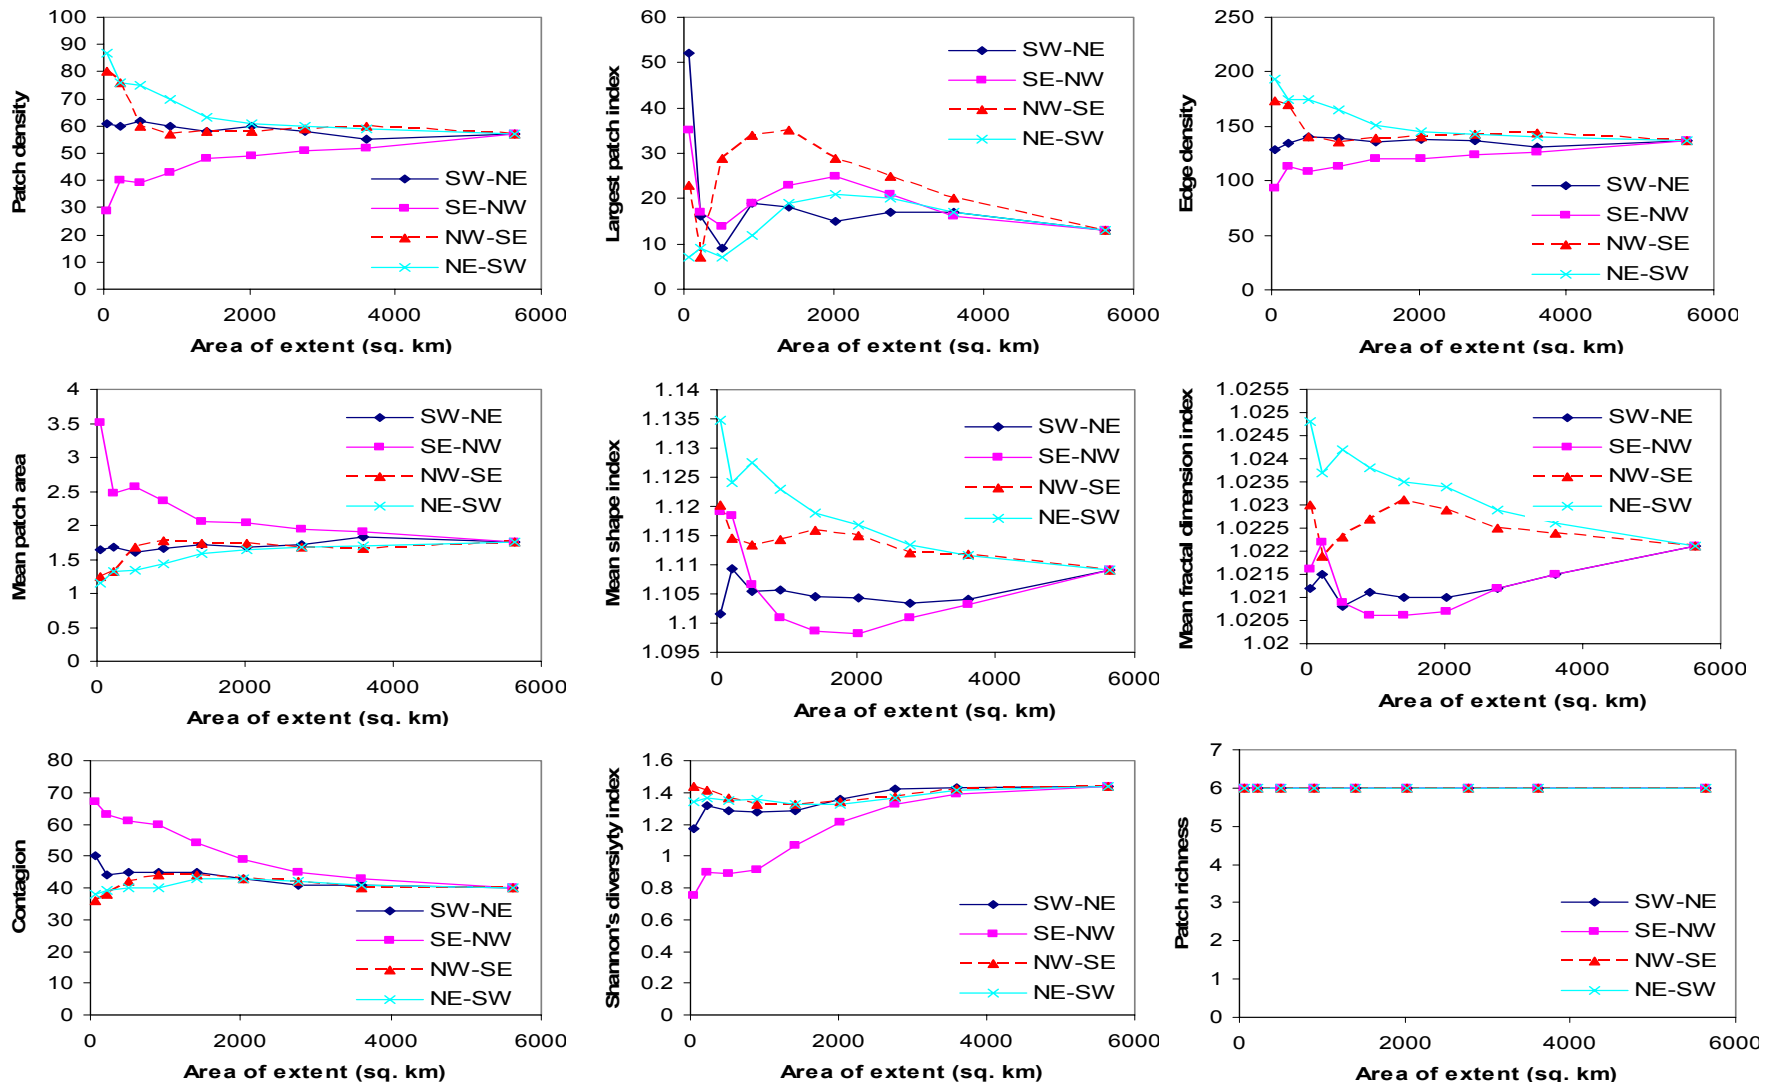 Patch density
100
90
80
70
60
50
40
30
20
10
0
SW-NE
SE-NW
NW-SE
NE-SW
0 2000 4000 6000
Area of extent (sq. km)
Largest patch index
60
50
40
30
20
10
0
SW-NE
SE-NW
NW-SE
NE-SW
0 2000 4000 6000
Area of extent (sq. km)
Edge density
250
200
150
100
50
0
SW-NE
SE-NW
NW-SE
NE-SW
0 2000 4000 6000
Area of extent (sq. km)
Mean patch area
4
3.5
3
2.5
2
1.5
1
0.5
0
SW-NE
SE-NW
NW-SE
NE-SW
0 2000 4000 6000
Area of extent (sq. km)
Mean shape index
1.14
1.135
1.13
1.125
1.12
1.115
1.11
1.105
1.1
1.095
SW-NE
SE-NW
NW-SE
NE-SW
0 2000 4000 6000
Area of extent (sq. km)
Mean fractal dimension index
1.0255
1.025
1.0245
1.024
1.0235
1.023
1.0225
1.022
1.0215
1.021
1.0205
1.02
SW-NE
SE-NW
NW-SE
NE-SW
0 2000 4000 6000
Area of extent (sq. km)
Contagion
80
70
60
50
40
30
20
10
0
SW-NE
SE-NW
NW-SE
NE-SW
0 2000 4000 6000
Area of extent (sq. km)
Shannon's diversiyty index
1.6
1.4
1.2
1
0.8
0.6
0.4
0.2
0
SW-NE
SE-NW
NW-SE
NE-SW
0 2000 4000 6000
Area of extent (sq. km)
Patch richness
7
6
5
4
3
2
1
0
SW-NE
SE-NW
NW-SE
NE-SW
0 2000 4000 6000
Area of extent (sq. km)